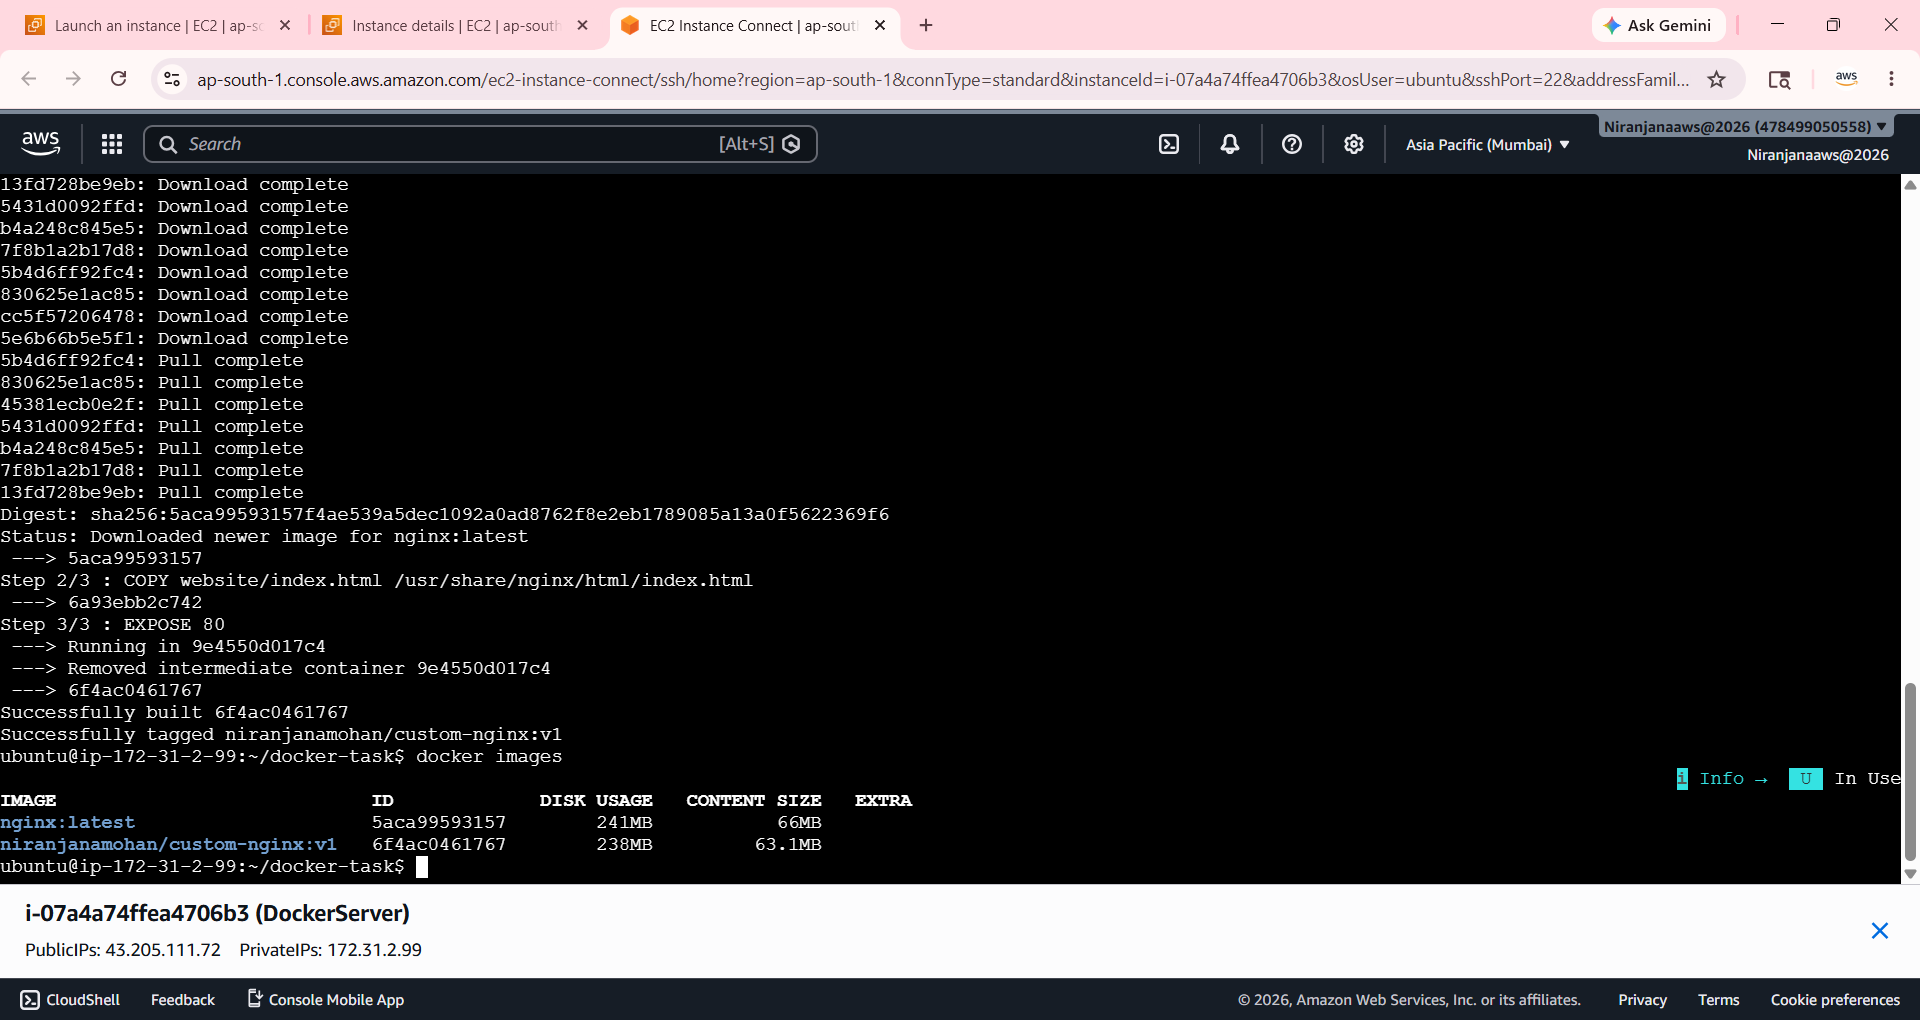 Launch an instance | EC2 | ap-sc
Instance details | EC2 | ap-south
EC2 Instance Connect | ap-sout
Ask Gemini
ap-south-1.console.aws.amazon.com/ec2-instance-connect/ssh/home?region=ap-south-1&connType=standard&instanceId=i-07a4a74ffea4706b3&osUser=ubuntu&sshPort=22&addressFamil...
aws
aws
Search
[Alt+S]
Asia Pacific (Mumbai)
Niranjanaaws@2026 (478499050558)
Niranjanaaws@2026
13fd728be9eb: Download complete
5431d0092ffd: Download complete
b4a248c845e5: Download complete
7f8b1a2b17d8: Download complete
5b4d6ff92fc4: Download complete
830625e1ac85: Download complete
cc5f57206478: Download complete
5e6b66b5e5f1: Download complete
5b4d6ff92fc4: Pull complete
830625e1ac85: Pull complete
45381ecb0e2f: Pull complete
5431d0092ffd: Pull complete
b4a248c845e5: Pull complete
7f8b1a2b17d8: Pull complete
13fd728be9eb: Pull complete
Digest: sha256:5aca99593157f4ae539a5dec1092a0ad8762f8e2eb1789085a13a0f5622369f6
Status: Downloaded newer image for nginx:latest
---> 5aca99593157
Step 2/3 : COPY website/index.html /usr/share/nginx/html/index.html
---> 6a93ebb2c742
Step 3/3 : EXPOSE 80
---> Running in 9e4550d017c4
---> Removed intermediate container 9e4550d017c4
---> 6f4ac0461767
Successfully built 6f4ac0461767
Successfully tagged niranjanamohan/custom-nginx:v1
ubuntu@ip-172-31-2-99:~/docker-task$ docker images
i Info → U In Use
IMAGE ID DISK USAGE CONTENT SIZE EXTRA
nginx:latest 5aca99593157 241MB 66MB
niranjanamohan/custom-nginx:v1 6f4ac0461767 238MB 63.1MB
ubuntu@ip-172-31-2-99:~/docker-task$
i-07a4a74ffea4706b3 (DockerServer)
PublicIPs: 43.205.111.72 PrivateIPs: 172.31.2.99
CloudShell Feedback Console Mobile App © 2026, Amazon Web Services, Inc. or its affiliates. Privacy Terms Cookie preferences